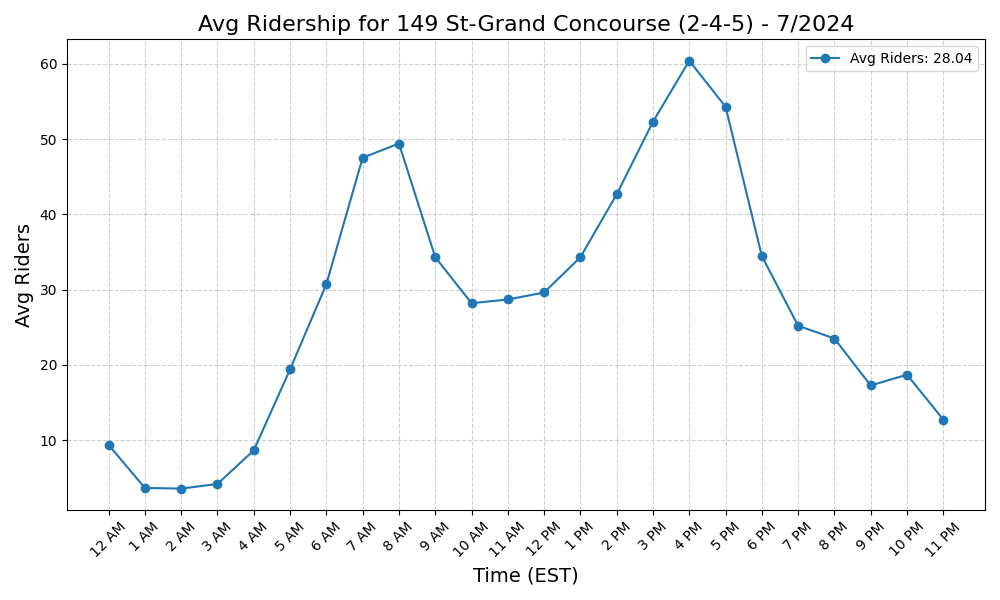 Avg Ridership for 149 St-Grand Concourse (2-4-5) - 7/2024
Avg Riders: 28.04
Avg Riders
60
50
40
30
20
10
12 AM
1 AM
2 AM
3 AM
4 AM
5 AM
6 AM
7 AM
8 AM
9 AM
10 AM
11 AM
12 PM
1 PM
2 PM
3 PM
4 PM
5 PM
6 PM
7 PM
8 PM
9 PM
10 PM
11 PM
Time (EST)